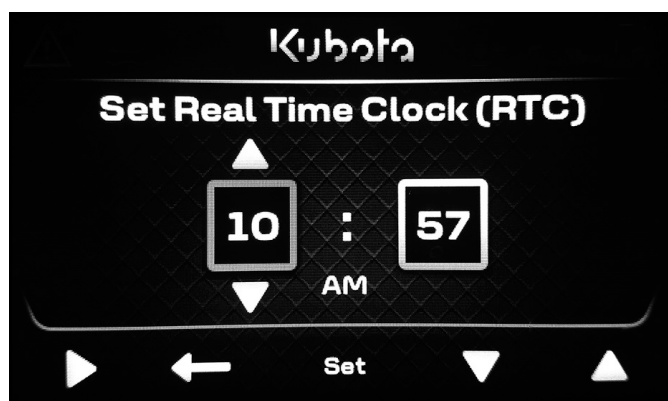 Kubota
Set Real Time Clock (RTC)
10 : 57
AM
Set